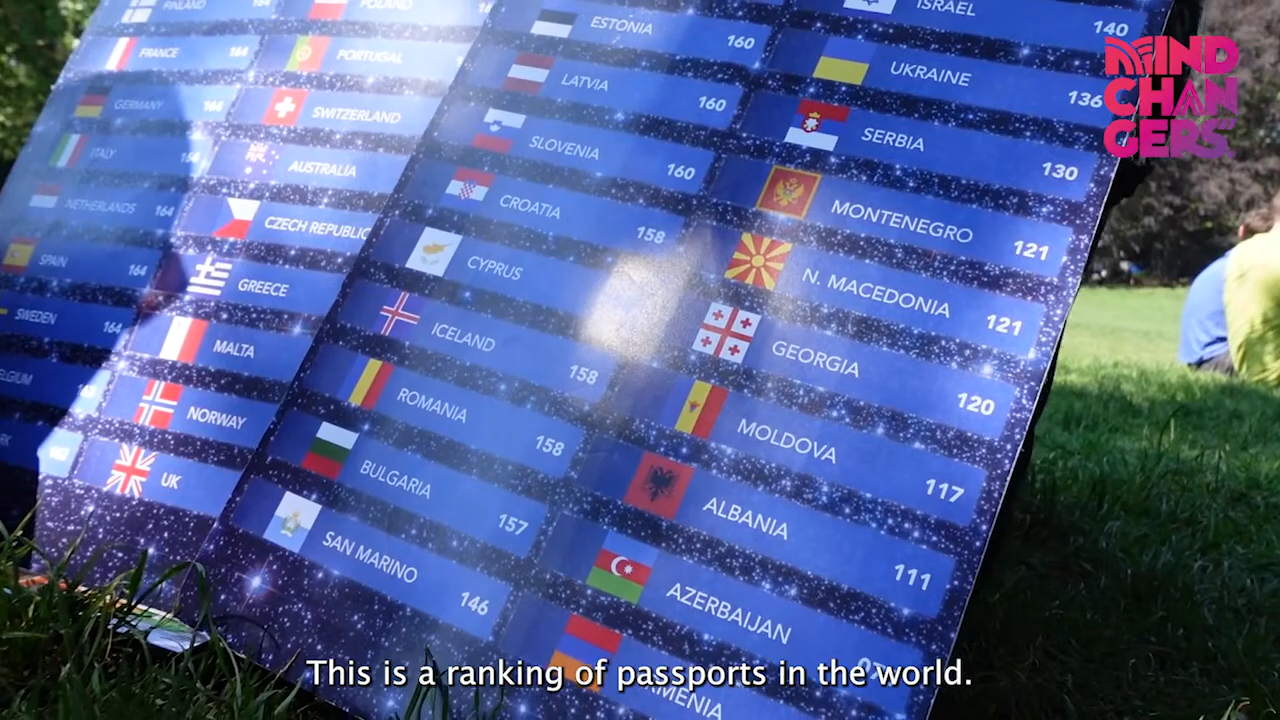 FINLAND 164
FRANCE 164
GERMANY 164
ITALY 164
NETHERLANDS 164
SPAIN 164
SWEDEN 164
POLAND
PORTUGAL
SWITZERLAND
AUSTRALIA
CZECH REPUBLIC
GREECE
MALTA
NORWAY
UK
ESTONIA 160
LATVIA 160
SLOVENIA 160
CROATIA 158
CYPRUS
ICELAND 158
ROMANIA 158
BULGARIA 157
SAN MARINO 146
ISRAEL 140
UKRAINE 136
SERBIA 130
MONTENEGRO 121
N. MACEDONIA 121
GEORGIA 120
MOLDOVA 117
ALBANIA 111
AZERBAIJAN
ARMENIA
MIND
CHAN
GERS
This is a ranking of passports in the world.